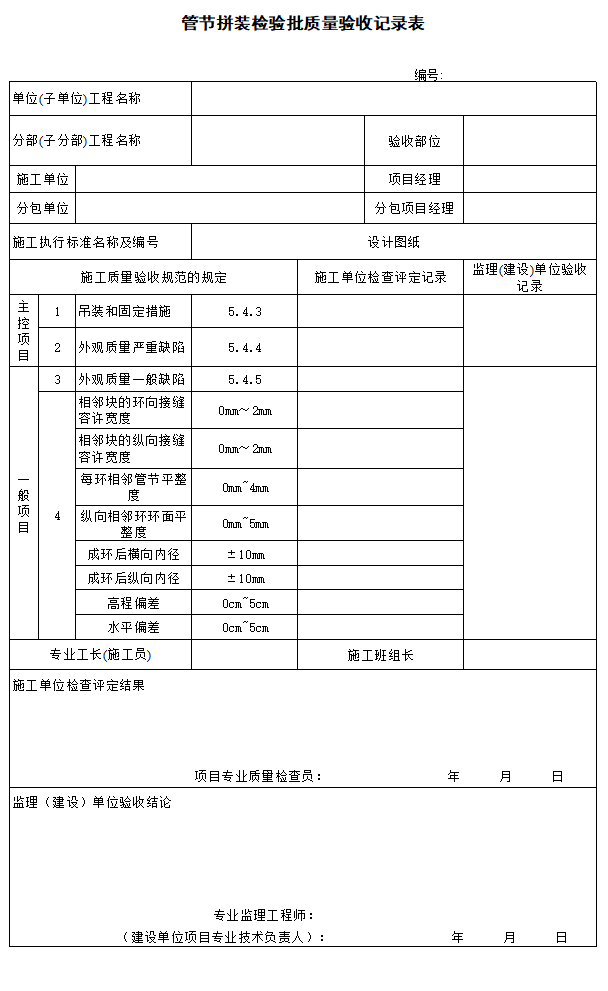 管节拼装检验批质量验收记录表
编号:
单位(子单位)工程名称
分部(子分部)工程名称
验收部位
施工单位
项目经理
分包单位
分包项目经理
施工执行标准名称及编号
设计图纸
施工质量验收规范的规定
施工单位检查评定记录
监理(建设)单位验收
记录
主控项目
1
吊装和固定措施
5.4.3
2
外观质量严重缺陷
5.4.4
一般项目
3
外观质量一般缺陷
5.4.5
4
相邻块的环向接缝
容许宽度
0mm～2mm
相邻块的纵向接缝
容许宽度
0mm～2mm
每环相邻管节平整
度
0mm~4mm
纵向相邻环环面平
整度
0mm~5mm
成环后横向内径
±10mm
成环后纵向内径
±10mm
高程偏差
0cm~5cm
水平偏差
0cm~5cm
专业工长(施工员)
施工班组长
施工单位检查评定结果
项目专业质量检查员： 年 月 日
监理（建设）单位验收结论
专业监理工程师：
（建设单位项目专业技术负责人）： 年 月 日